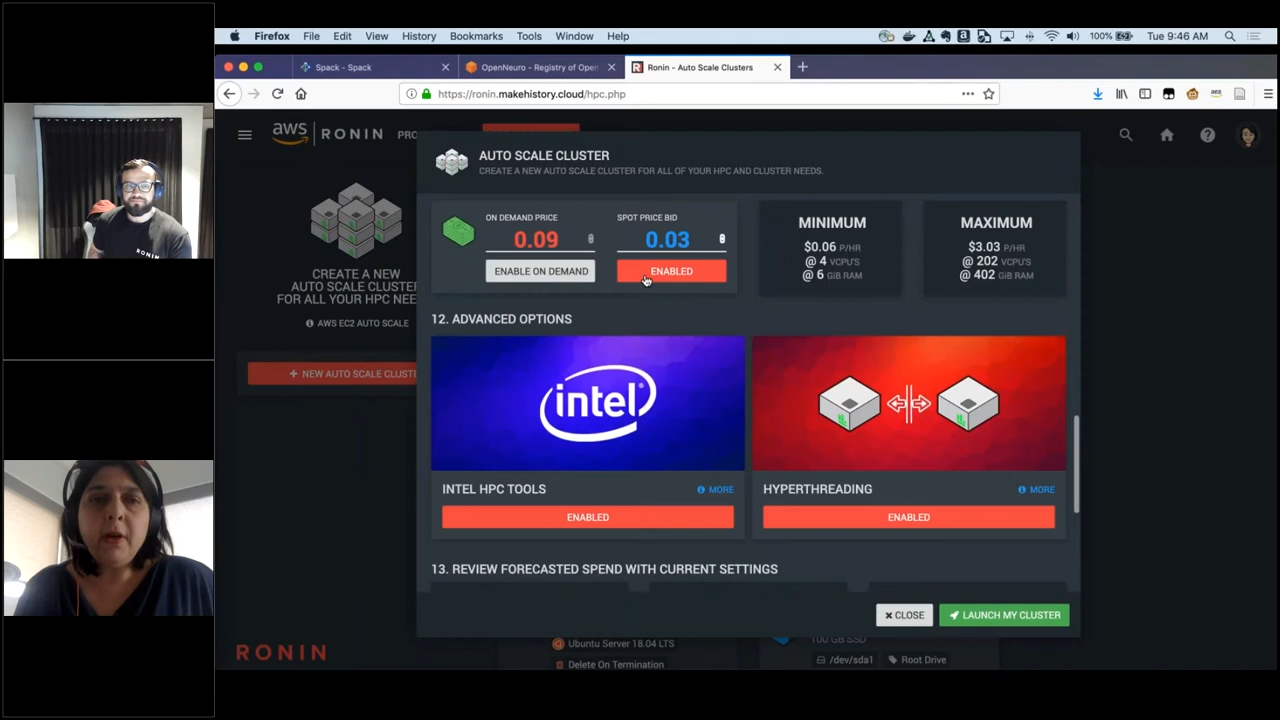 Firefox File Edit View History Bookmarks Tools Window Help 100% Tue 9:46 AM
Spack - Spack
OpenNeuro - Registry of Open
Ronin - Auto Scale Clusters
https://ronin.makehistory.cloud/hpc.php
aws RONIN
CREATE A NEW
AUTO SCALE CLUSTER
FOR ALL YOUR HPC NEE
AWS EC2 AUTO SCALE
+ NEW AUTO SCALE CLUSTE
RONIN
AUTO SCALE CLUSTER
CREATE A NEW AUTO SCALE CLUSTER FOR ALL OF YOUR HPC AND CLUSTER NEEDS.
ON DEMAND PRICE
0.09
ENABLE ON DEMAND
SPOT PRICE BID
0.03
ENABLED
MINIMUM
$0.06 P/HR
@ 4 VCPU'S
@ 6 GiB RAM
MAXIMUM
$3.03 P/HR
@ 202 VCPU'S
@ 402 GiB RAM
12. ADVANCED OPTIONS
intel
INTEL HPC TOOLS
MORE
ENABLED
HYPERTHREADING
MORE
ENABLED
13. REVIEW FORECASTED SPEND WITH CURRENT SETTINGS
CLOSE
LAUNCH MY CLUSTER
Ubuntu Server 18.04 LTS
Delete On Termination
100 GB SSD
/dev/sda1
Root Drive
RONIN